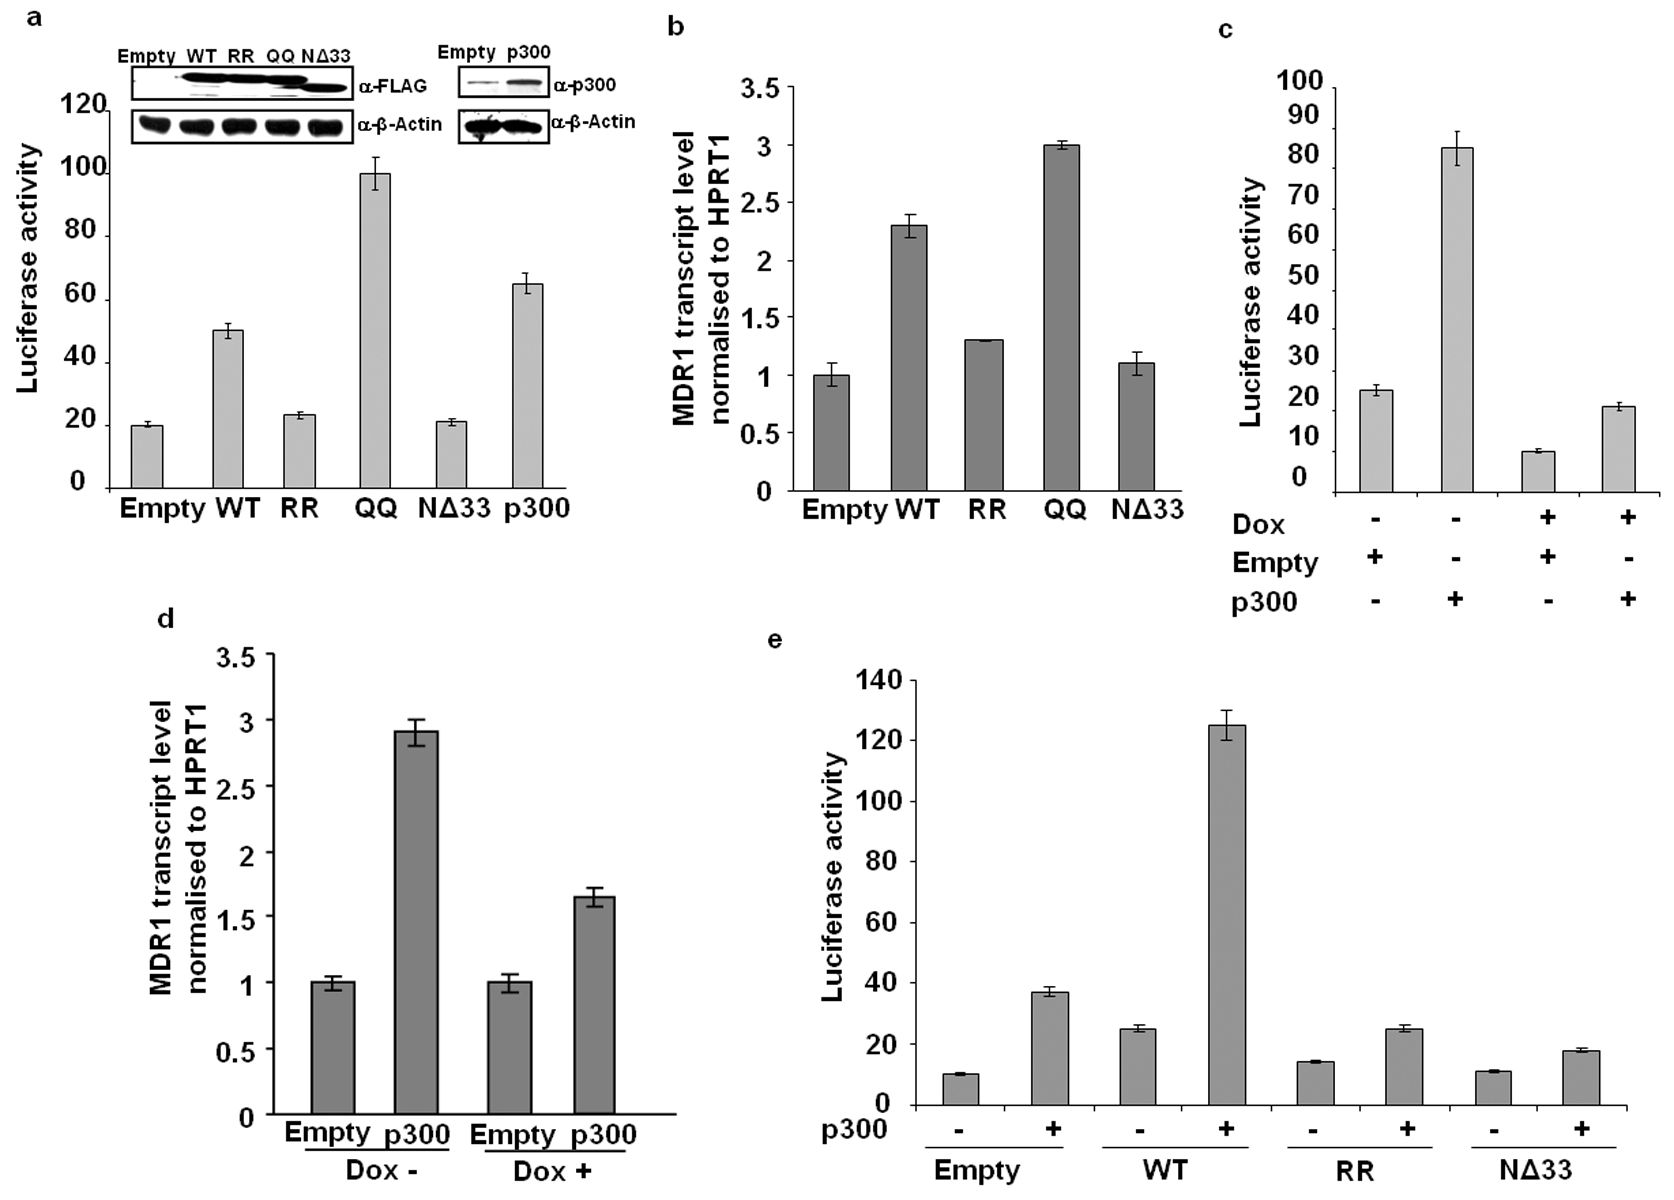 a
Empty WT RR QQ NΔ33
α-FLAG
α-β-Actin
Empty p300
α-p300
α-β-Actin
Luciferase activity
120
100
80
60
40
20
0
Empty WT RR QQ NΔ33 p300
b
MDR1 transcript level
normalised to HPRT1
3.5
3
2.5
2
1.5
1
0.5
0
Empty WT RR QQ NΔ33
c
Luciferase activity
100
90
80
70
60
50
40
30
20
10
0
Dox - - + +
Empty + - + -
p300 - + - +
d
MDR1 transcript level
normalised to HPRT1
3.5
3
2.5
2
1.5
1
0.5
0
Empty p300 Empty p300
Dox - Dox +
e
Luciferase activity
140
120
100
80
60
40
20
0
p300 - + - + - + - +
Empty WT RR NΔ33